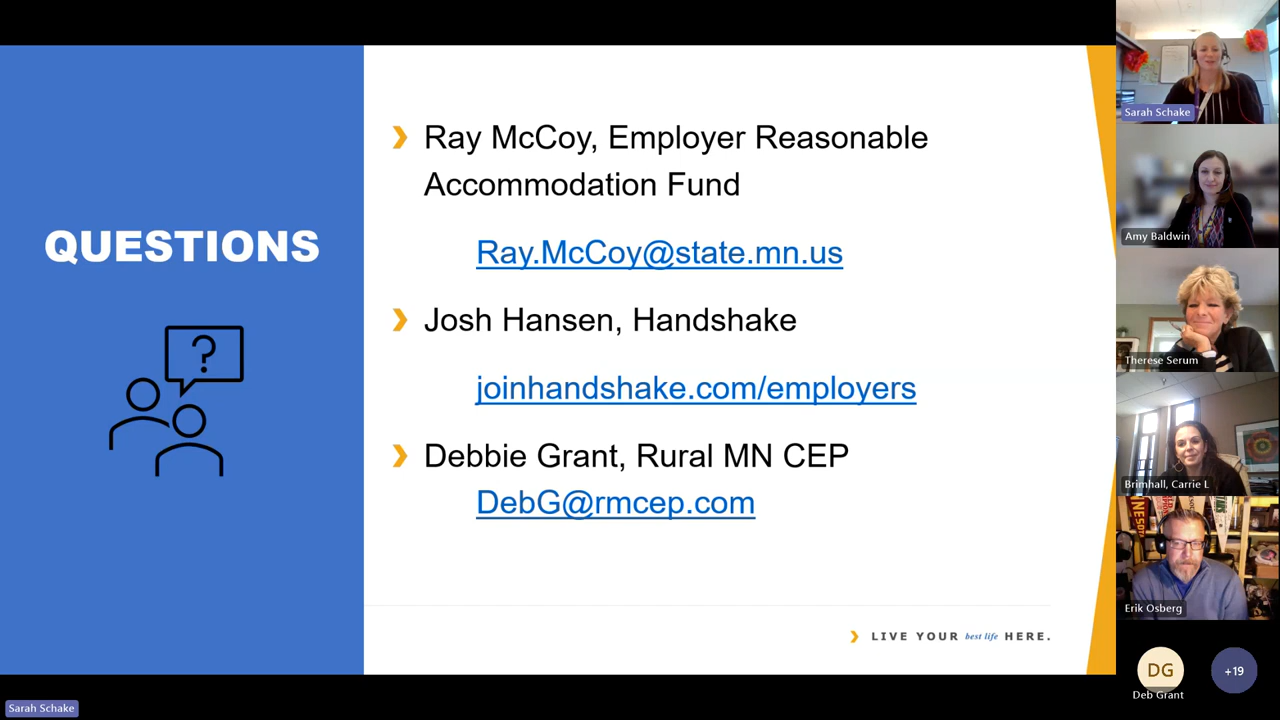 QUESTIONS
?
Ray McCoy, Employer Reasonable
Accommodation Fund
Ray.McCoy@state.mn.us
Josh Hansen, Handshake
joinhandshake.com/employers
Debbie Grant, Rural MN CEP
DebG@rmcep.com
LIVE YOUR best life HERE.
Sarah Schake
Amy Baldwin
Therese Serum
Brimhall, Carrie L
Erik Osberg
DG
Deb Grant
+19
Sarah Schake